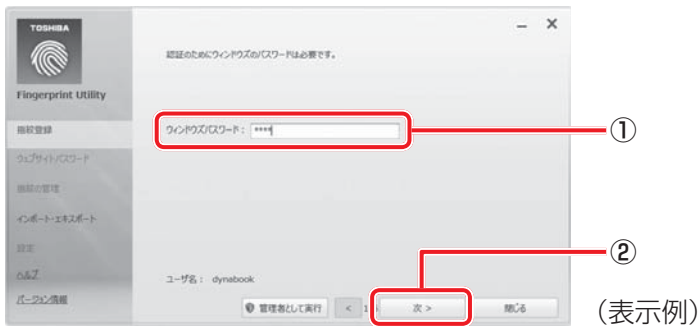 TOSHIBA
Fingerprint Utility
指紋登録
ウェブサイトパスワード
指紋の管理
インポート・エキスポート
設定
ヘルプ
バージョン情報
認証のためにウィンドウズのパスワードは必要です。
ウィンドウズパスワード： ****
①
②
ユーザ名： dynabook
管理者として実行
<
1
次 >
閉じる
（表示例）